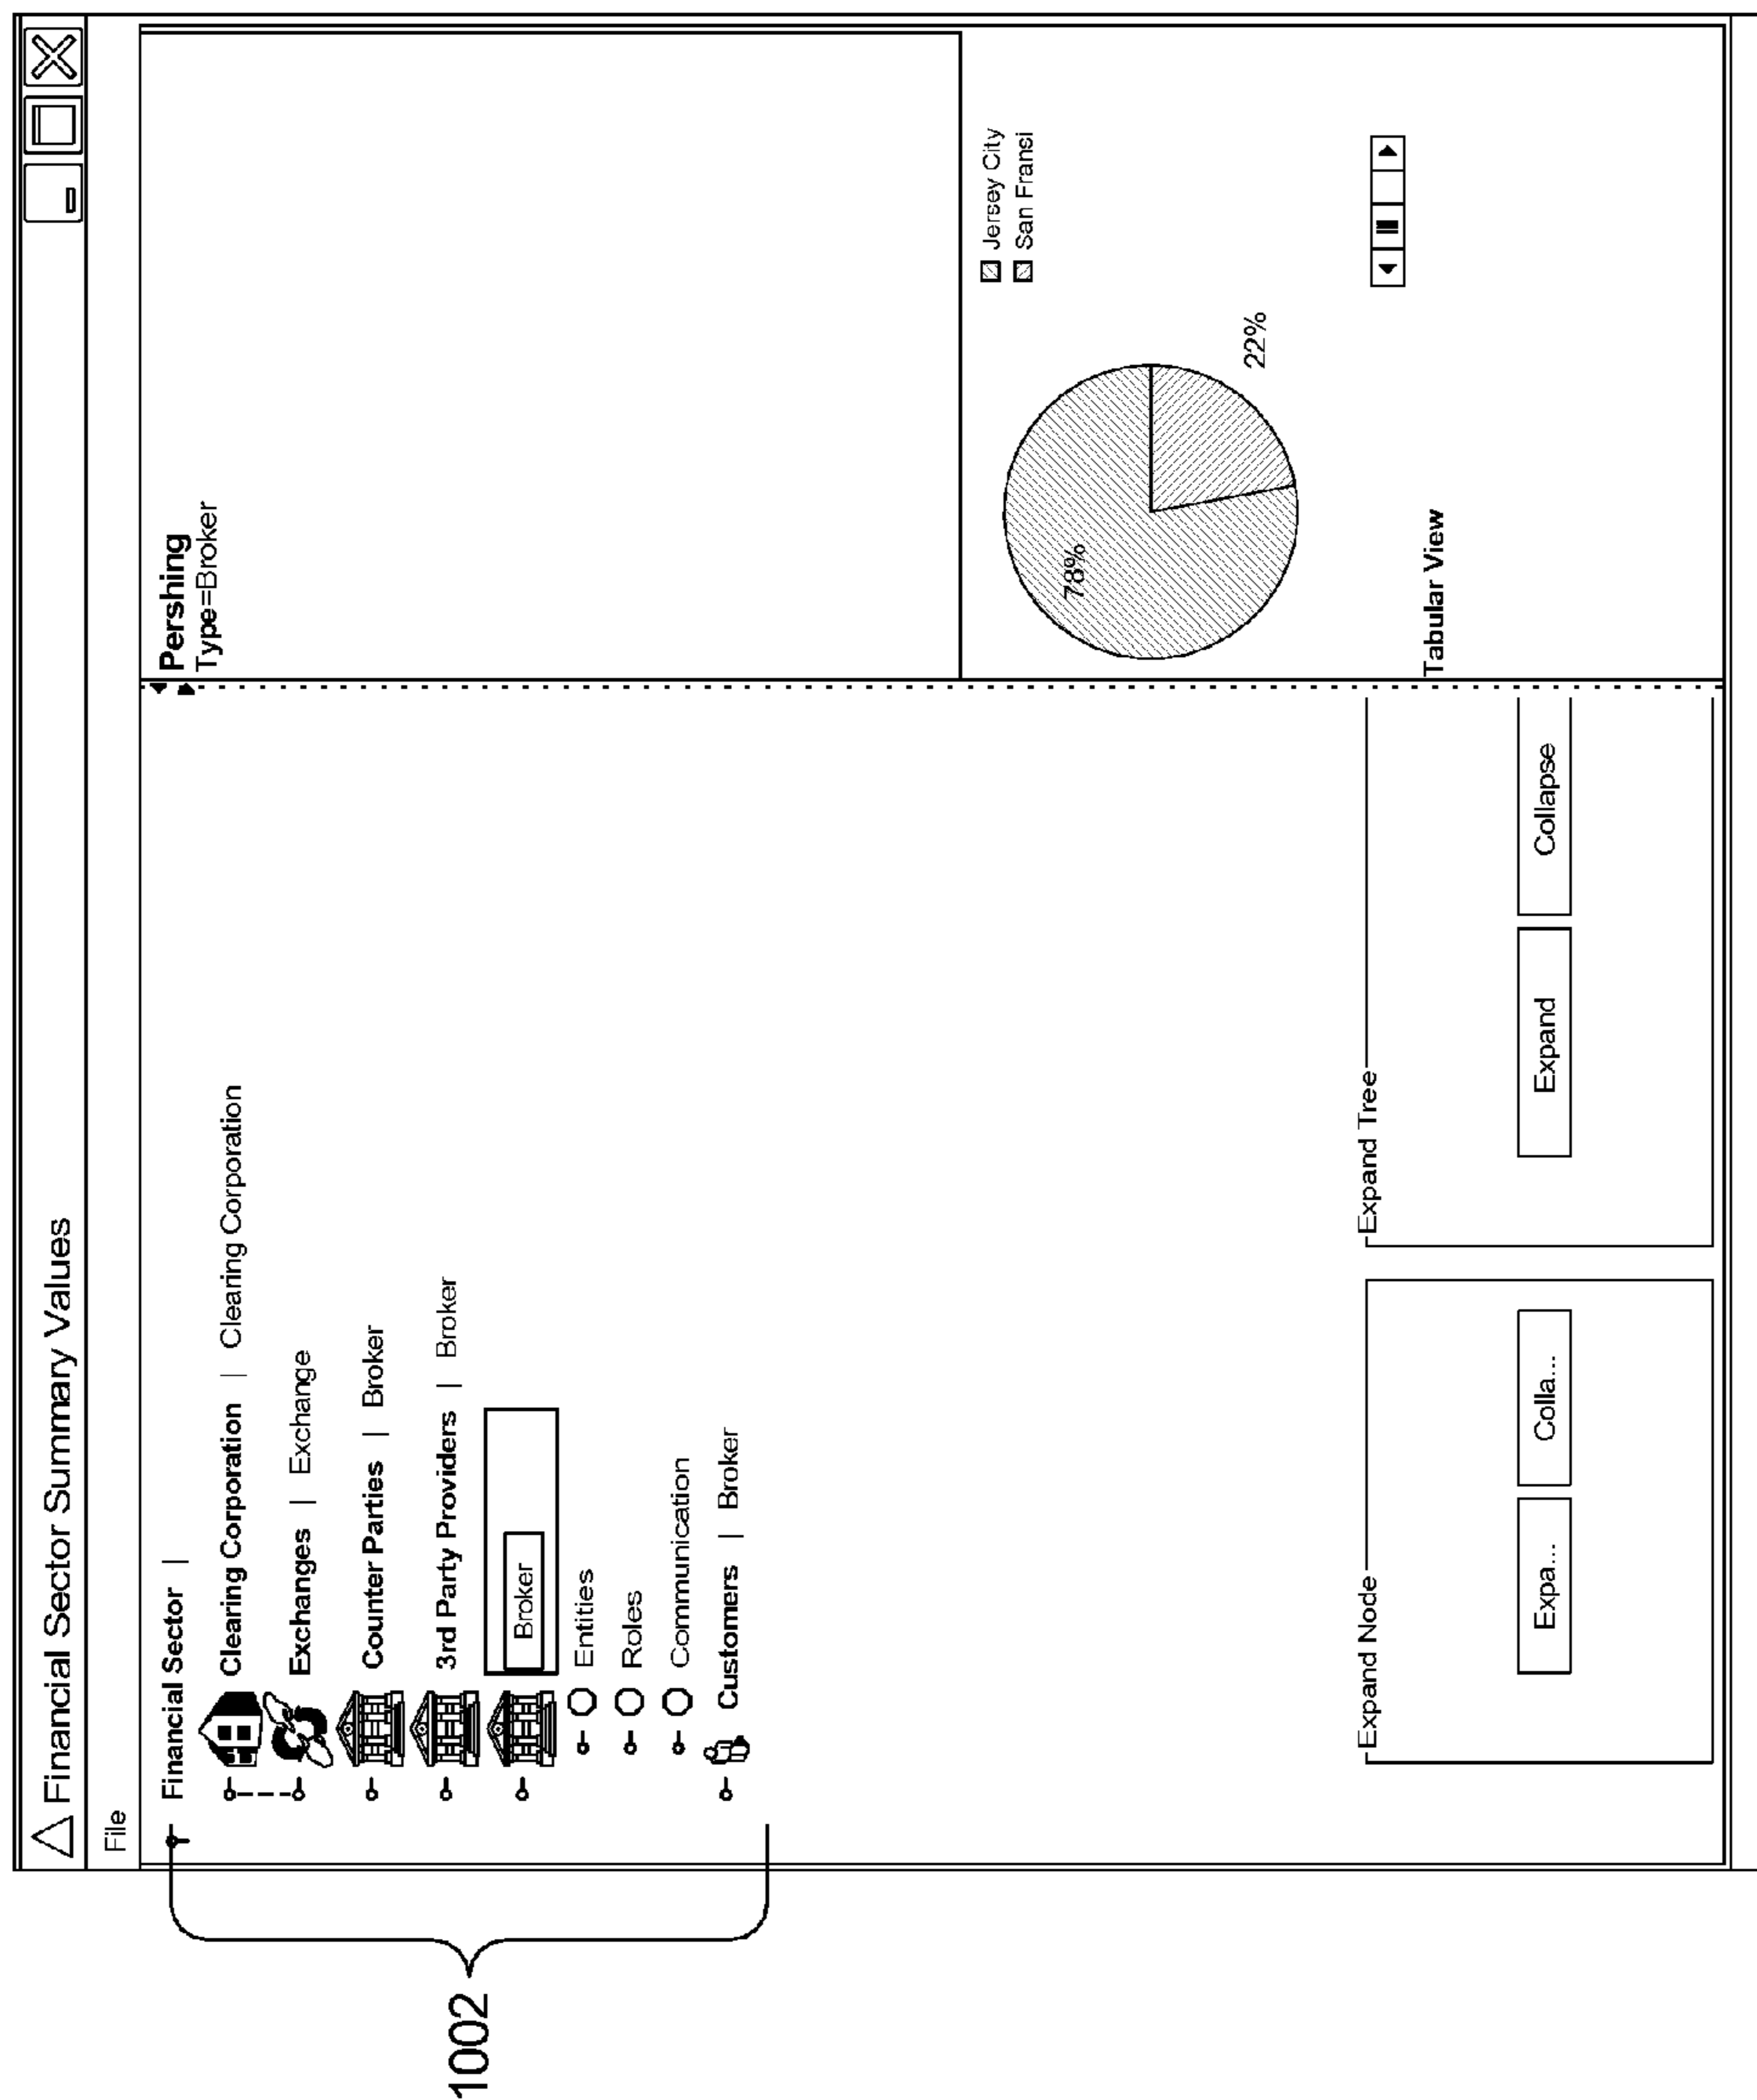 Financial Sector Summary Values
File
Financial Sector |
Clearing Corporation | Clearing Corporation
Exchanges | Exchange
Counter Parties | Broker
3rd Party Providers | Broker
Broker
Entities
Roles
Communication
Customers | Broker
Expand Node
Expa...
Colla...
Expand Tree
Expand
Collapse
Pershing
Type=Broker
78%
22%
Jersey City
San Fransi
Tabular View
1002